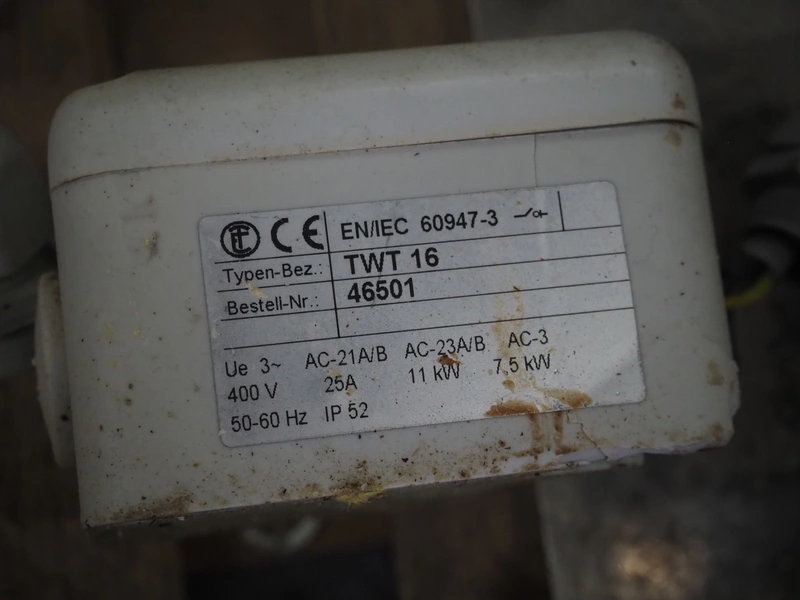 CE EN/IEC 60947-3
Typen-Bez.: TWT 16
Bestell-Nr.: 46501
Ue 3~ AC-21A/B AC-23A/B AC-3
400 V 25A 11 kW 7,5 kW
50-60 Hz IP 52